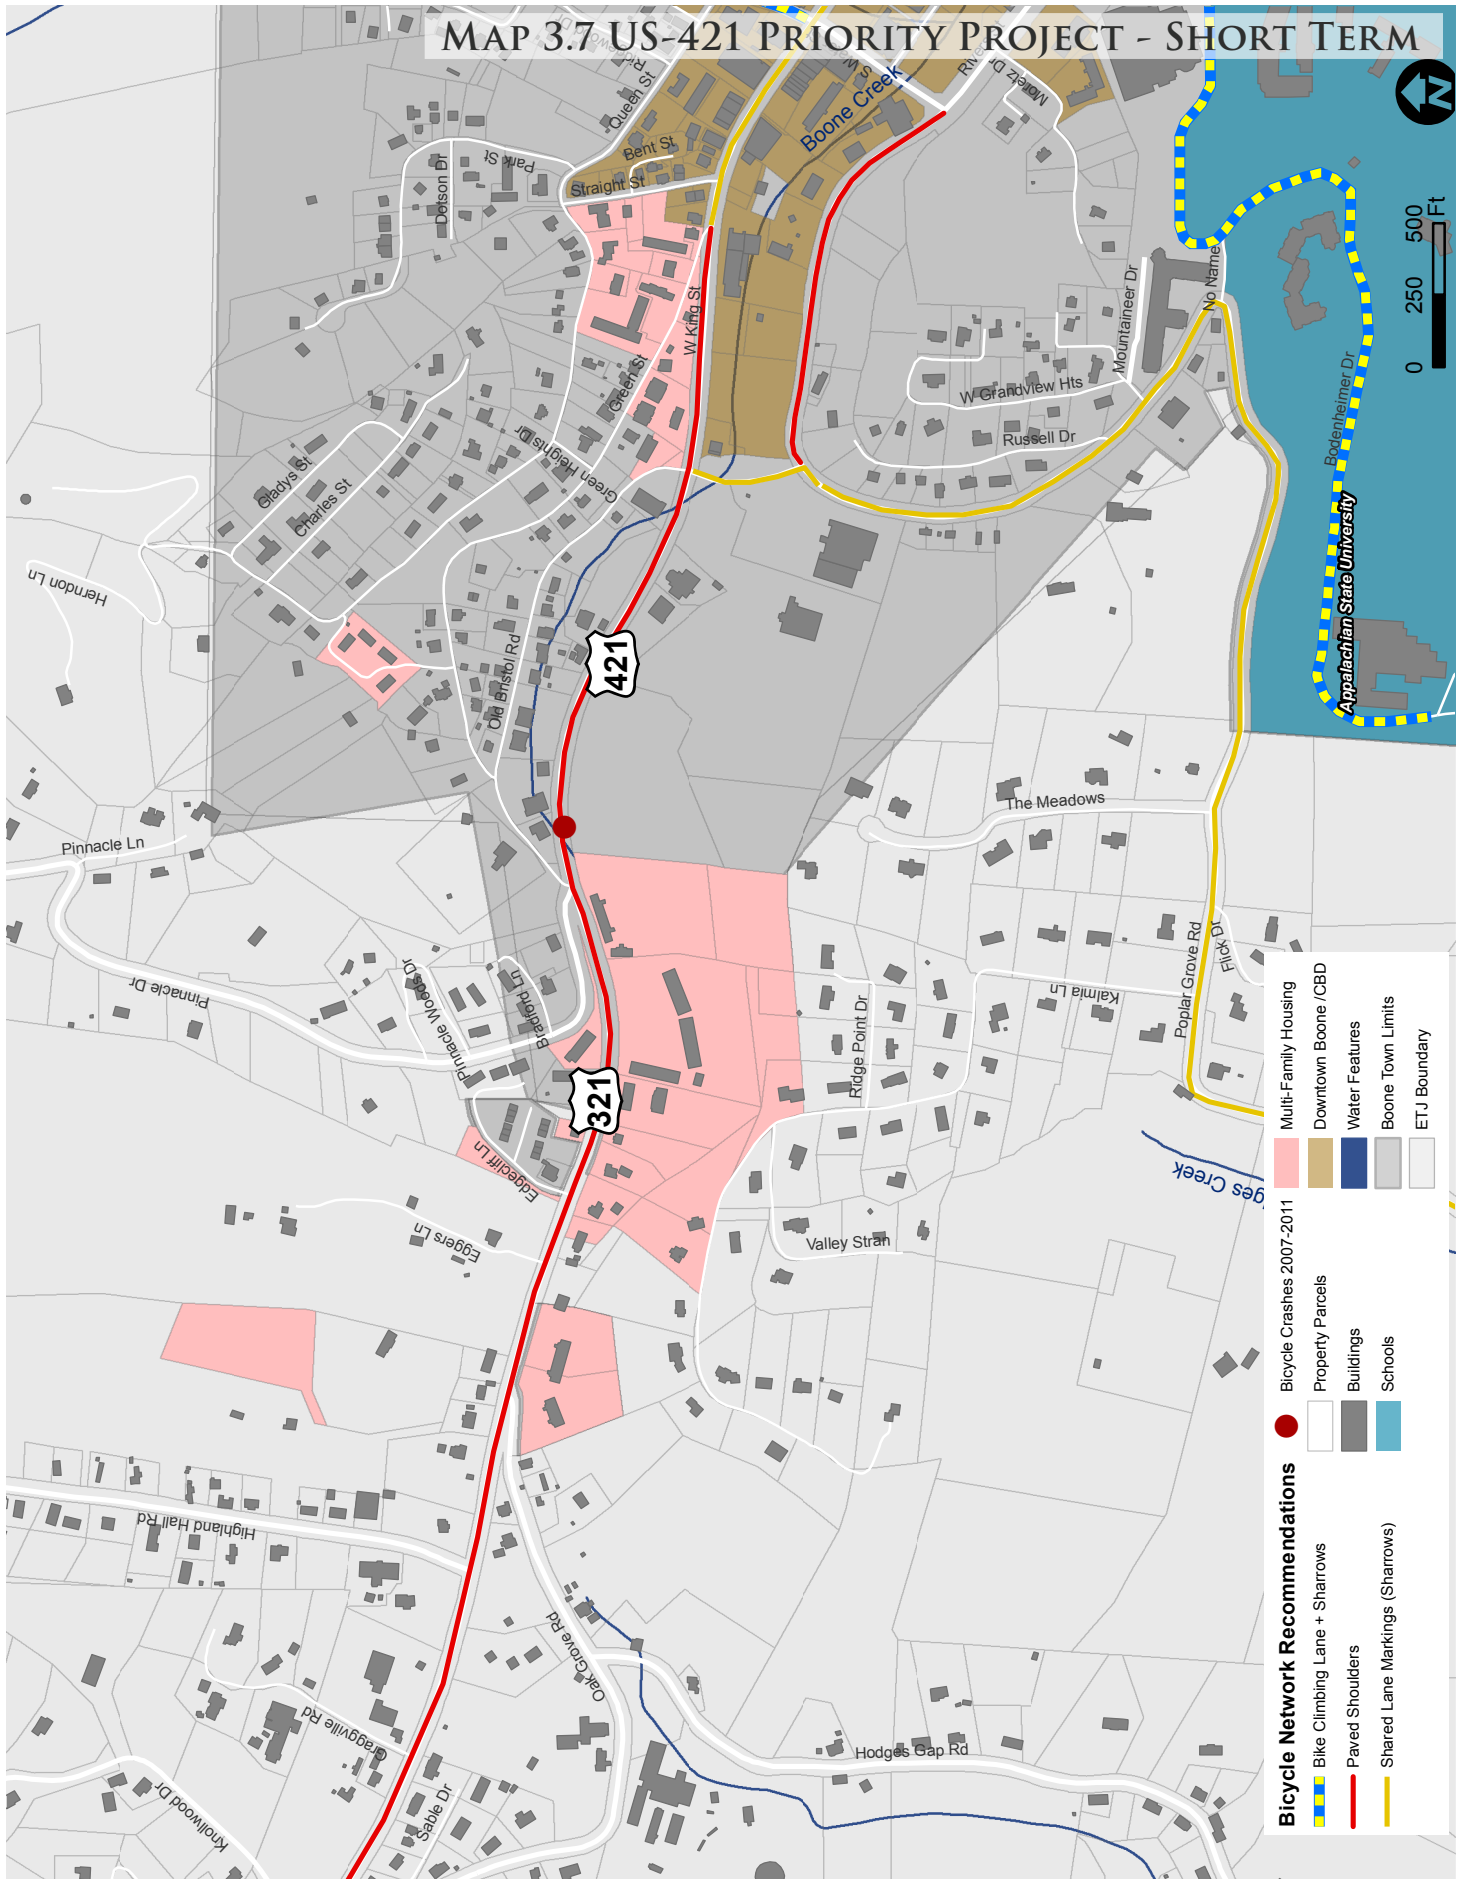 MAP 3.7 US-421 PRIORITY PROJECT - SHORT TERM
Queen St
Boone Creek
Moretz Dr
N
Park St
Dotson Dr
Bent St
Straight St
500
Ft
250
0
W King St
Green St
Mountaineer Dr
No Name
W Grandview Hts
Russell Dr
Bodenheimer Dr
Green Heights Dr
Gladys St
Charles St
Herndon Ln
Appalachian State University
421
Old Bristol Rd
The Meadows
Pinnacle Ln
Pinnacle Dr
Pinnacle Woods Dr
Bradford Ln
Poplar Grove Rd
Flick Dr
Kalmia Ln
Ridge Point Dr
321
Edgecliff Ln
Eggers Ln
Valley Stran
ges Creek
Highland Hall Rd
Oak Grove Rd
Graggville Rd
Hodges Gap Rd
Knollwood Dr
Sable Dr
Bicycle Network Recommendations
Bike Climbing Lane + Sharrows
Paved Shoulders
Shared Lane Markings (Sharrows)
Bicycle Crashes 2007-2011
Property Parcels
Buildings
Schools
Multi-Family Housing
Downtown Boone /CBD
Water Features
Boone Town Limits
ETJ Boundary